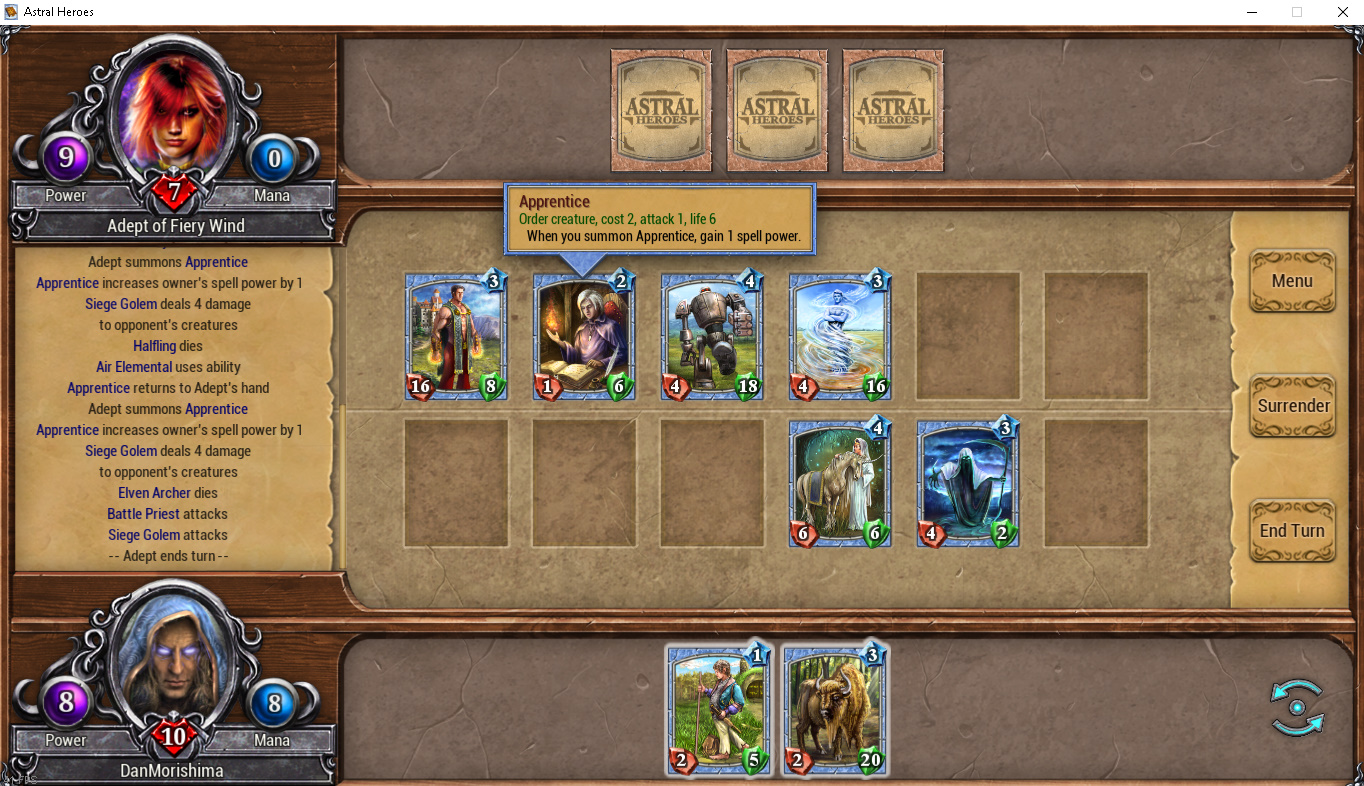 Astral Heroes
ASTRAL
HEROES
ASTRAL
HEROES
ASTRAL
HEROES
9
0
Power
7
Mana
Adept of Fiery Wind
Apprentice
Order creature, cost 2, attack 1, life 6
When you summon Apprentice, gain 1 spell power.
Adept summons Apprentice
Apprentice increases owner's spell power by 1
Siege Golem deals 4 damage
to opponent's creatures
Halfling dies
Air Elemental uses ability
Apprentice returns to Adept's hand
Adept summons Apprentice
Apprentice increases owner's spell power by 1
Siege Golem deals 4 damage
to opponent's creatures
Elven Archer dies
Battle Priest attacks
Siege Golem attacks
-- Adept ends turn --
3
2
4
3
16
8
1
6
4
18
4
16
4
3
6
6
4
2
Menu
Surrender
End Turn
8
8
Power
10
Mana
DanMorishima
1
3
2
5
2
20